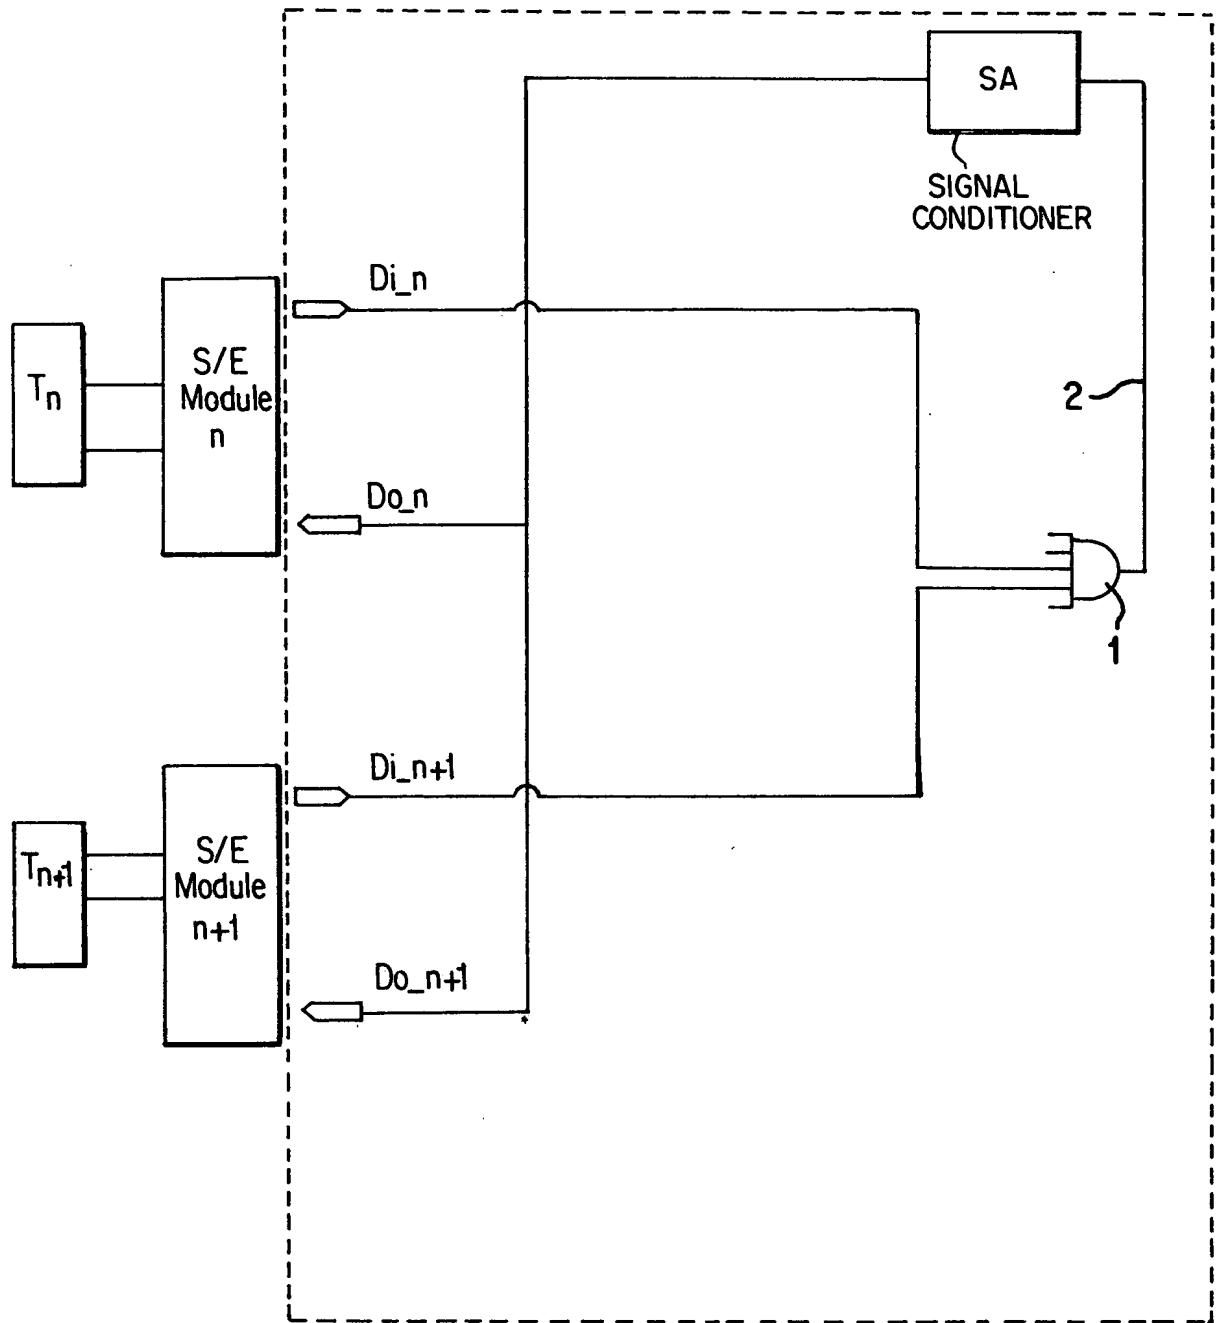 SA
SIGNAL
CONDITIONER
Di_n
S/E
Module
n
Tn
2
Do_n
1
Di_n+1
S/E
Module
n+1
Tn+1
Do_n+1